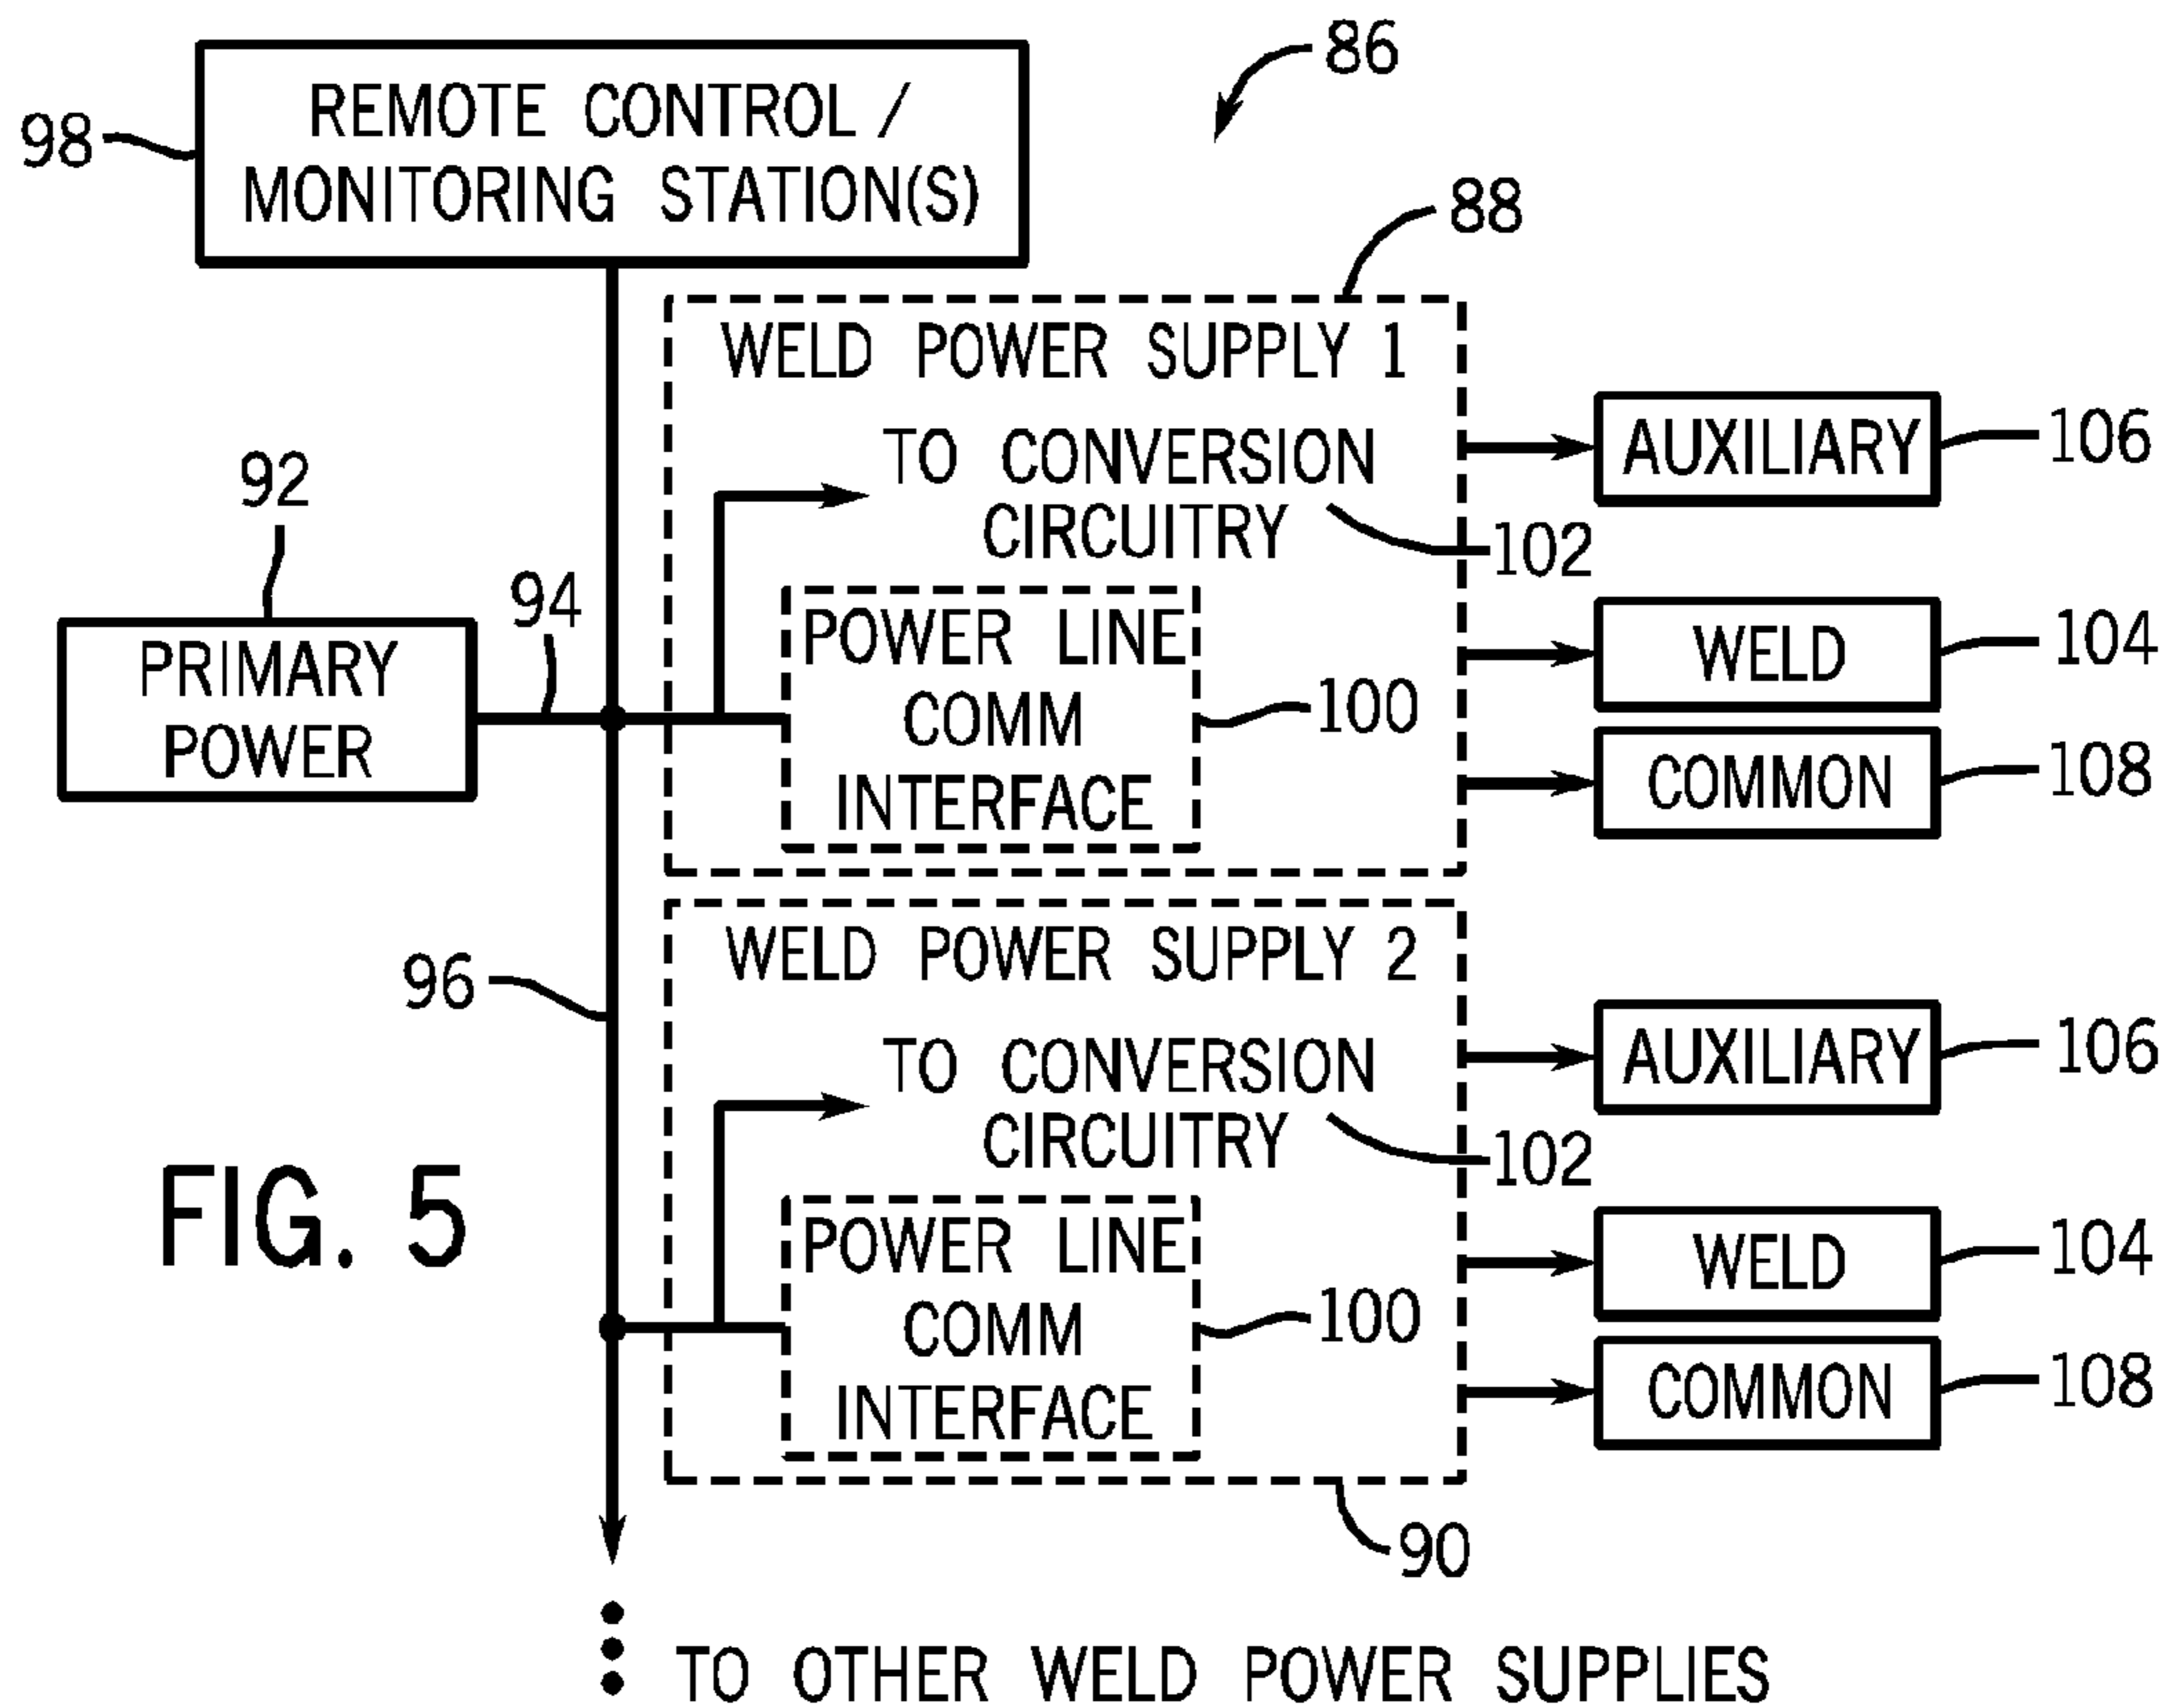 86
98
REMOTE CONTROL /
MONITORING STATION(S)
88
WELD POWER SUPPLY 1
TO CONVERSION
CIRCUITRY
102
AUXILIARY
106
92
94
PRIMARY
POWER
POWER LINE
COMM
INTERFACE
100
WELD
104
COMMON
108
96
WELD POWER SUPPLY 2
TO CONVERSION
CIRCUITRY
102
AUXILIARY
106
FIG. 5
POWER LINE
COMM
INTERFACE
100
WELD
104
COMMON
108
90
TO OTHER WELD POWER SUPPLIES